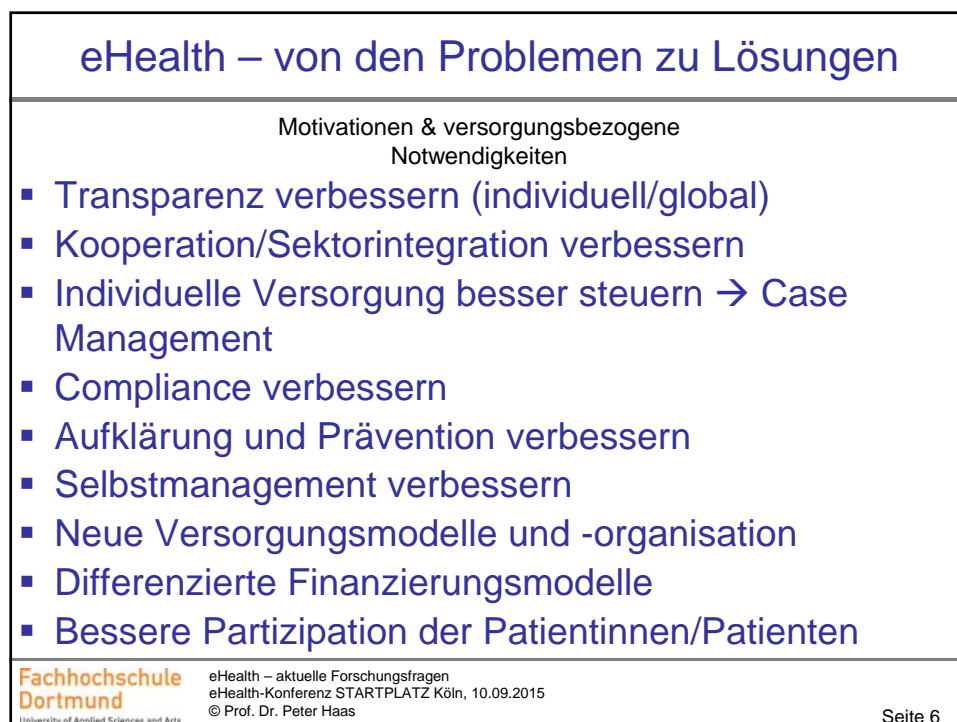 eHealth – von den Problemen zu Lösungen
Motivationen & versorgungsbezogene
Notwendigkeiten
▪ Transparenz verbessern (individuell/global)
▪ Kooperation/Sektorintegration verbessern
▪ Individuelle Versorgung besser steuern → Case
Management
▪ Compliance verbessern
▪ Aufklärung und Prävention verbessern
▪ Selbstmanagement verbessern
▪ Neue Versorgungsmodelle und -organisation
▪ Differenzierte Finanzierungsmodelle
▪ Bessere Partizipation der Patientinnen/Patienten
Fachhochschule
Dortmund
University of Applied Sciences and Arts
eHealth – aktuelle Forschungsfragen
eHealth-Konferenz STARTPLATZ Köln, 10.09.2015
© Prof. Dr. Peter Haas
Seite 6